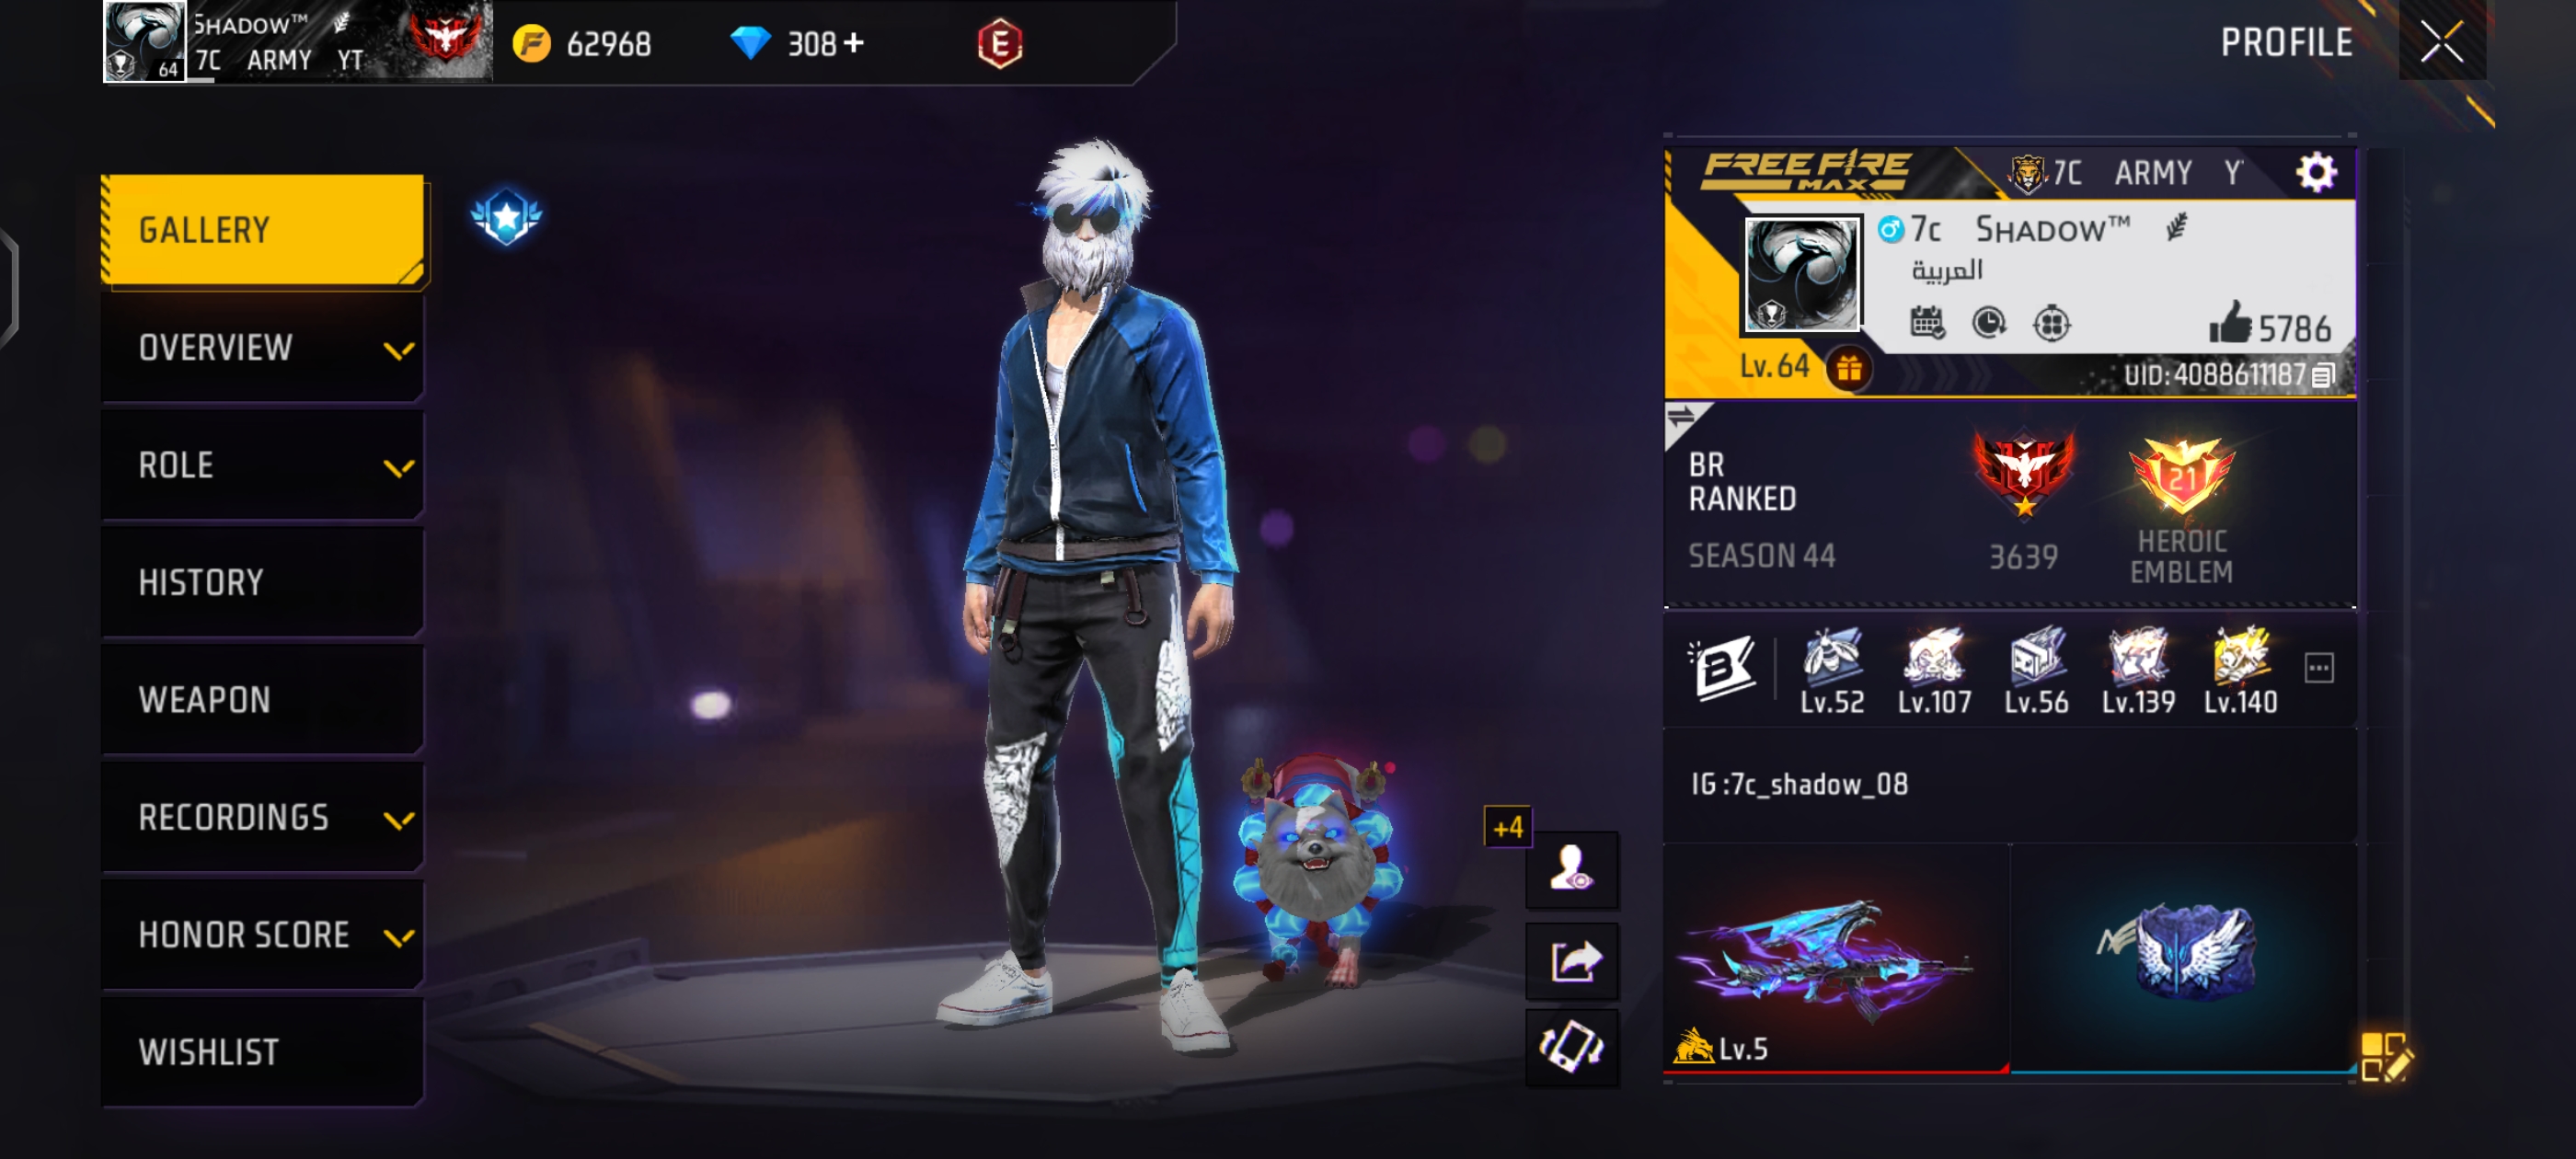 SHADOW™
7C ARMY YT
64
62968
308+
E
PROFILE
GALLERY
OVERVIEW
ROLE
HISTORY
WEAPON
RECORDINGS
HONOR SCORE
WISHLIST
+4
FREE FIRE
MAX
7C ARMY Y
7c SHADOW™
العربية
5786
Lv. 64
UID:4088611187
BR
RANKED
SEASON 44
3639
21
HEROIC
EMBLEM
B
Lv.52 Lv.107 Lv.56 Lv.139 Lv.140
IG :7c_shadow_08
Lv.5